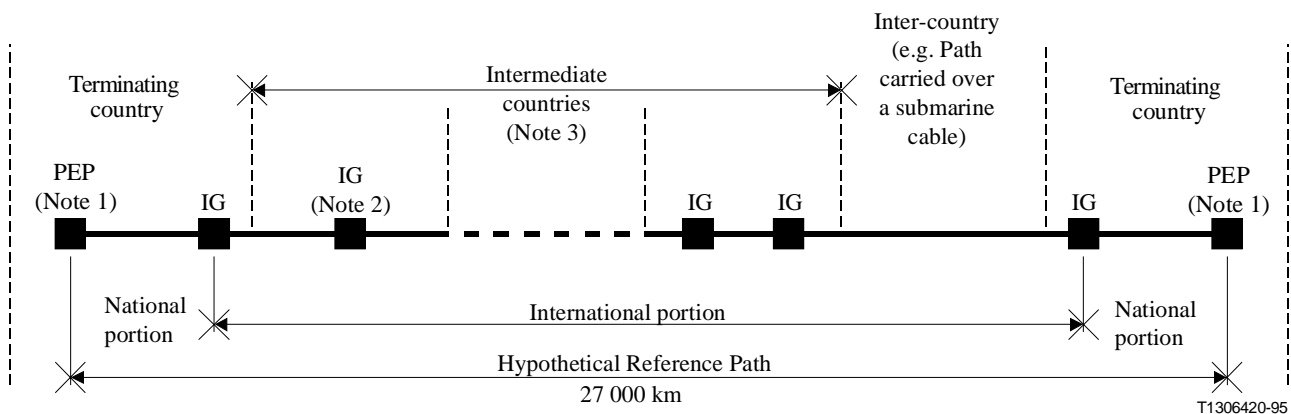 Terminating
country
Intermediate
countries
(Note 3)
Inter-country
(e.g. Path
carried over
a submarine
cable)
Terminating
country
PEP
(Note 1)
IG
IG
(Note 2)
IG
IG
IG
PEP
(Note 1)
National
portion
International portion
National
portion
Hypothetical Reference Path
27 000 km
T1306420-95